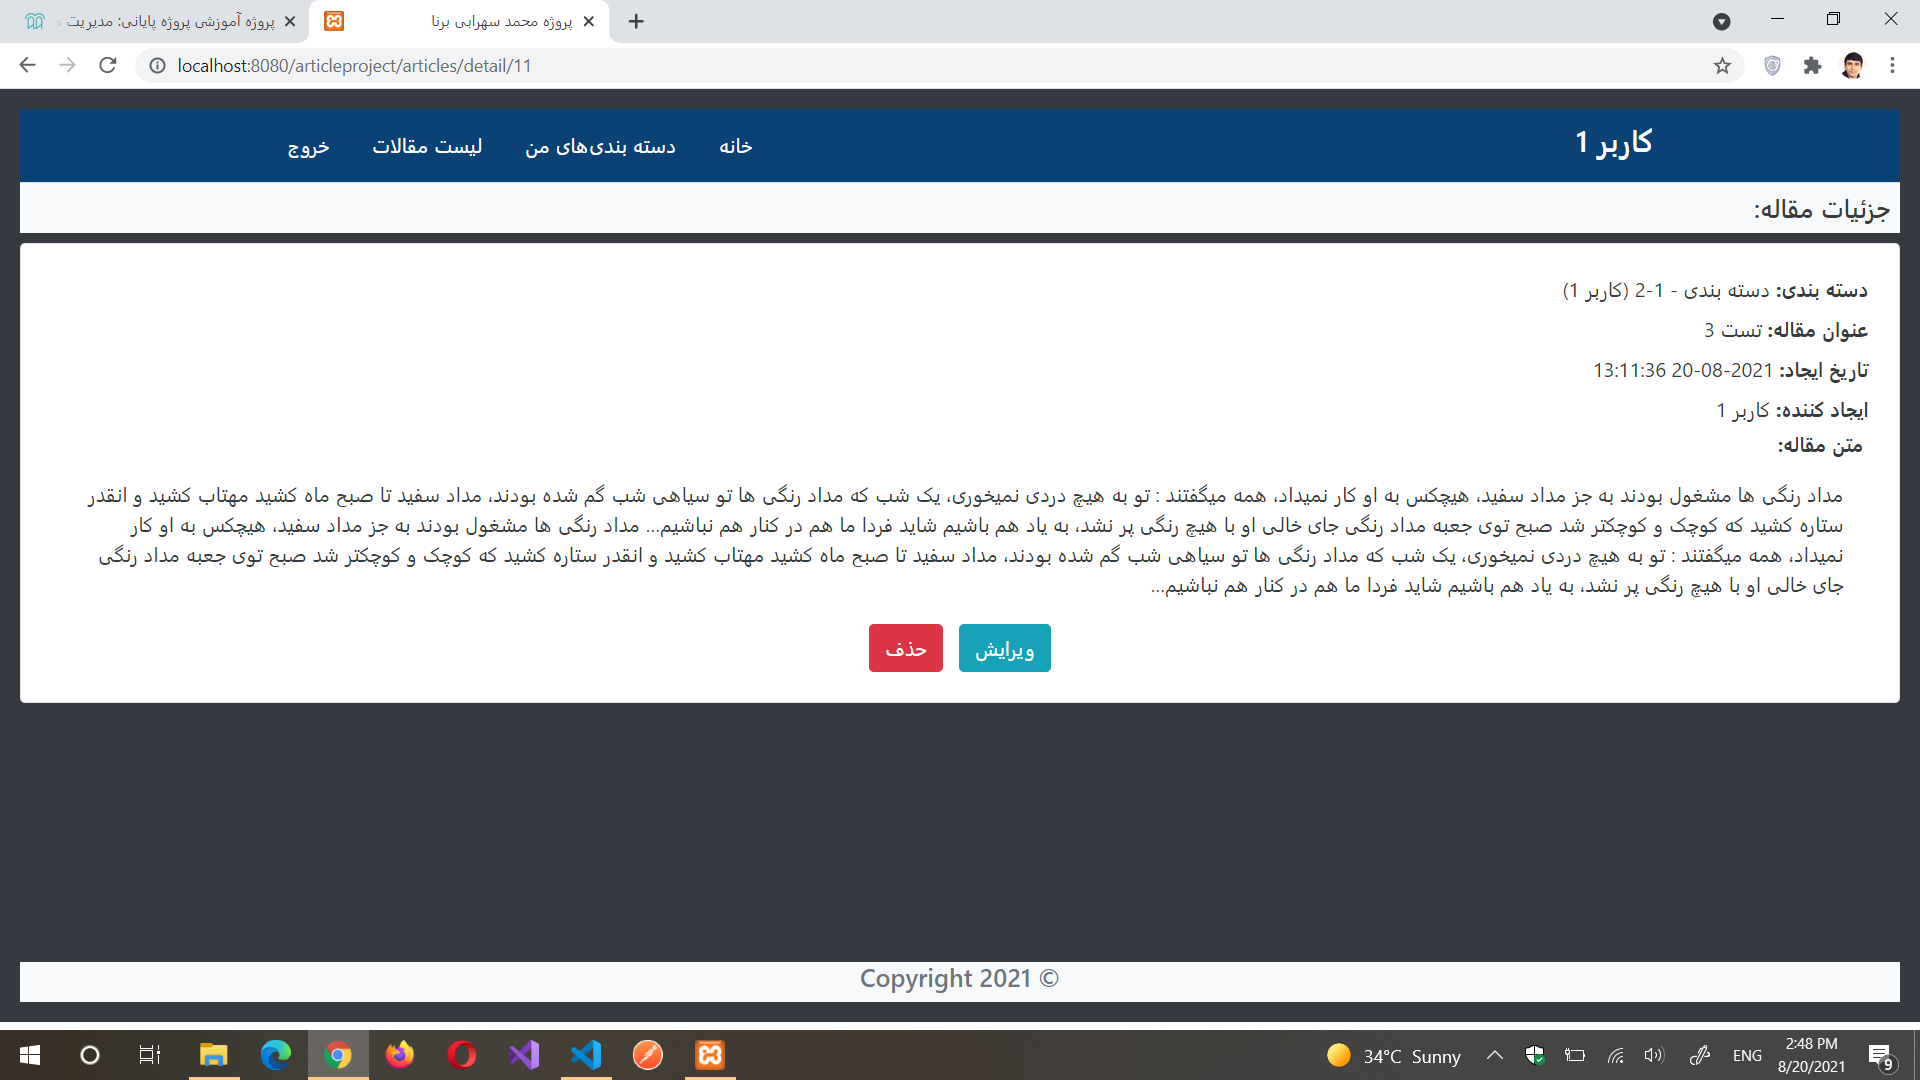 پروژه آموزشی پروژه پایانی: مدیریت
پروژه محمد سهرابی برنا
localhost:8080/articleproject/articles/detail/11
کاربر 1
خانه
دسته بندی‌های من
لیست مقالات
خروج
جزئیات مقاله:
دسته بندی: دسته بندی - 1-2 (کاربر 1)
عنوان مقاله: تست 3
تاریخ ایجاد: 2021-08-20 13:11:36
ایجاد کننده: کاربر 1
متن مقاله:
مداد رنگی ها مشغول بودند به جز مداد سفید، هیچکس به او کار نمیداد، همه میگفتند : تو به هیچ دردی نمیخوری، یک شب که مداد رنگی ها تو سیاهی شب گم شده بودند، مداد سفید تا صبح ماه کشید مهتاب کشید و انقدر
ستاره کشید که کوچک و کوچکتر شد صبح توی جعبه مداد رنگی جای خالی او با هیچ رنگی پر نشد، به یاد هم باشیم شاید فردا ما هم در کنار هم نباشیم... مداد رنگی ها مشغول بودند به جز مداد سفید، هیچکس به او کار
نمیداد، همه میگفتند : تو به هیچ دردی نمیخوری، یک شب که مداد رنگی ها تو سیاهی شب گم شده بودند، مداد سفید تا صبح ماه کشید مهتاب کشید و انقدر ستاره کشید که کوچک و کوچکتر شد صبح توی جعبه مداد رنگی
جای خالی او با هیچ رنگی پر نشد، به یاد هم باشیم شاید فردا ما هم در کنار هم نباشیم...
ویرایش
حذف
Copyright 2021 ©
34°C Sunny
ENG
2:48 PM
8/20/2021
9